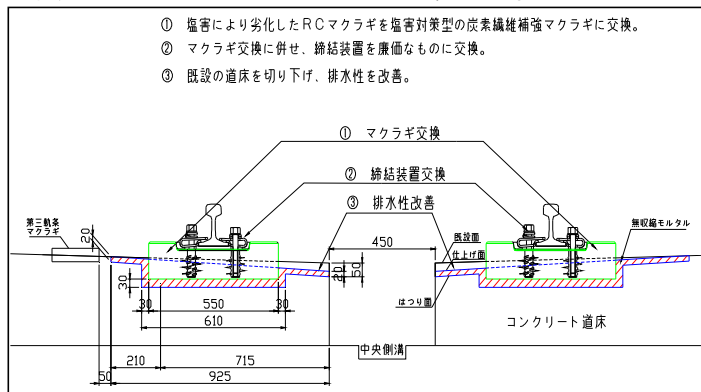 ① 塩害により劣化したRCマクラギを塩害対策型の炭素繊維補強マクラギに交換。
② マクラギ交換に併せ、締結装置を廉価なものに交換。
③ 既設の道床を切り下げ、排水性を改善。
① マクラギ交換
② 締結装置交換
③ 排水性改善
第三軌条
マクラギ
20
450
既設面
仕上げ面
無収縮モルタル
20
50
30
はつり面
30
550
30
610
コンクリート道床
中央側溝
210
715
50
925